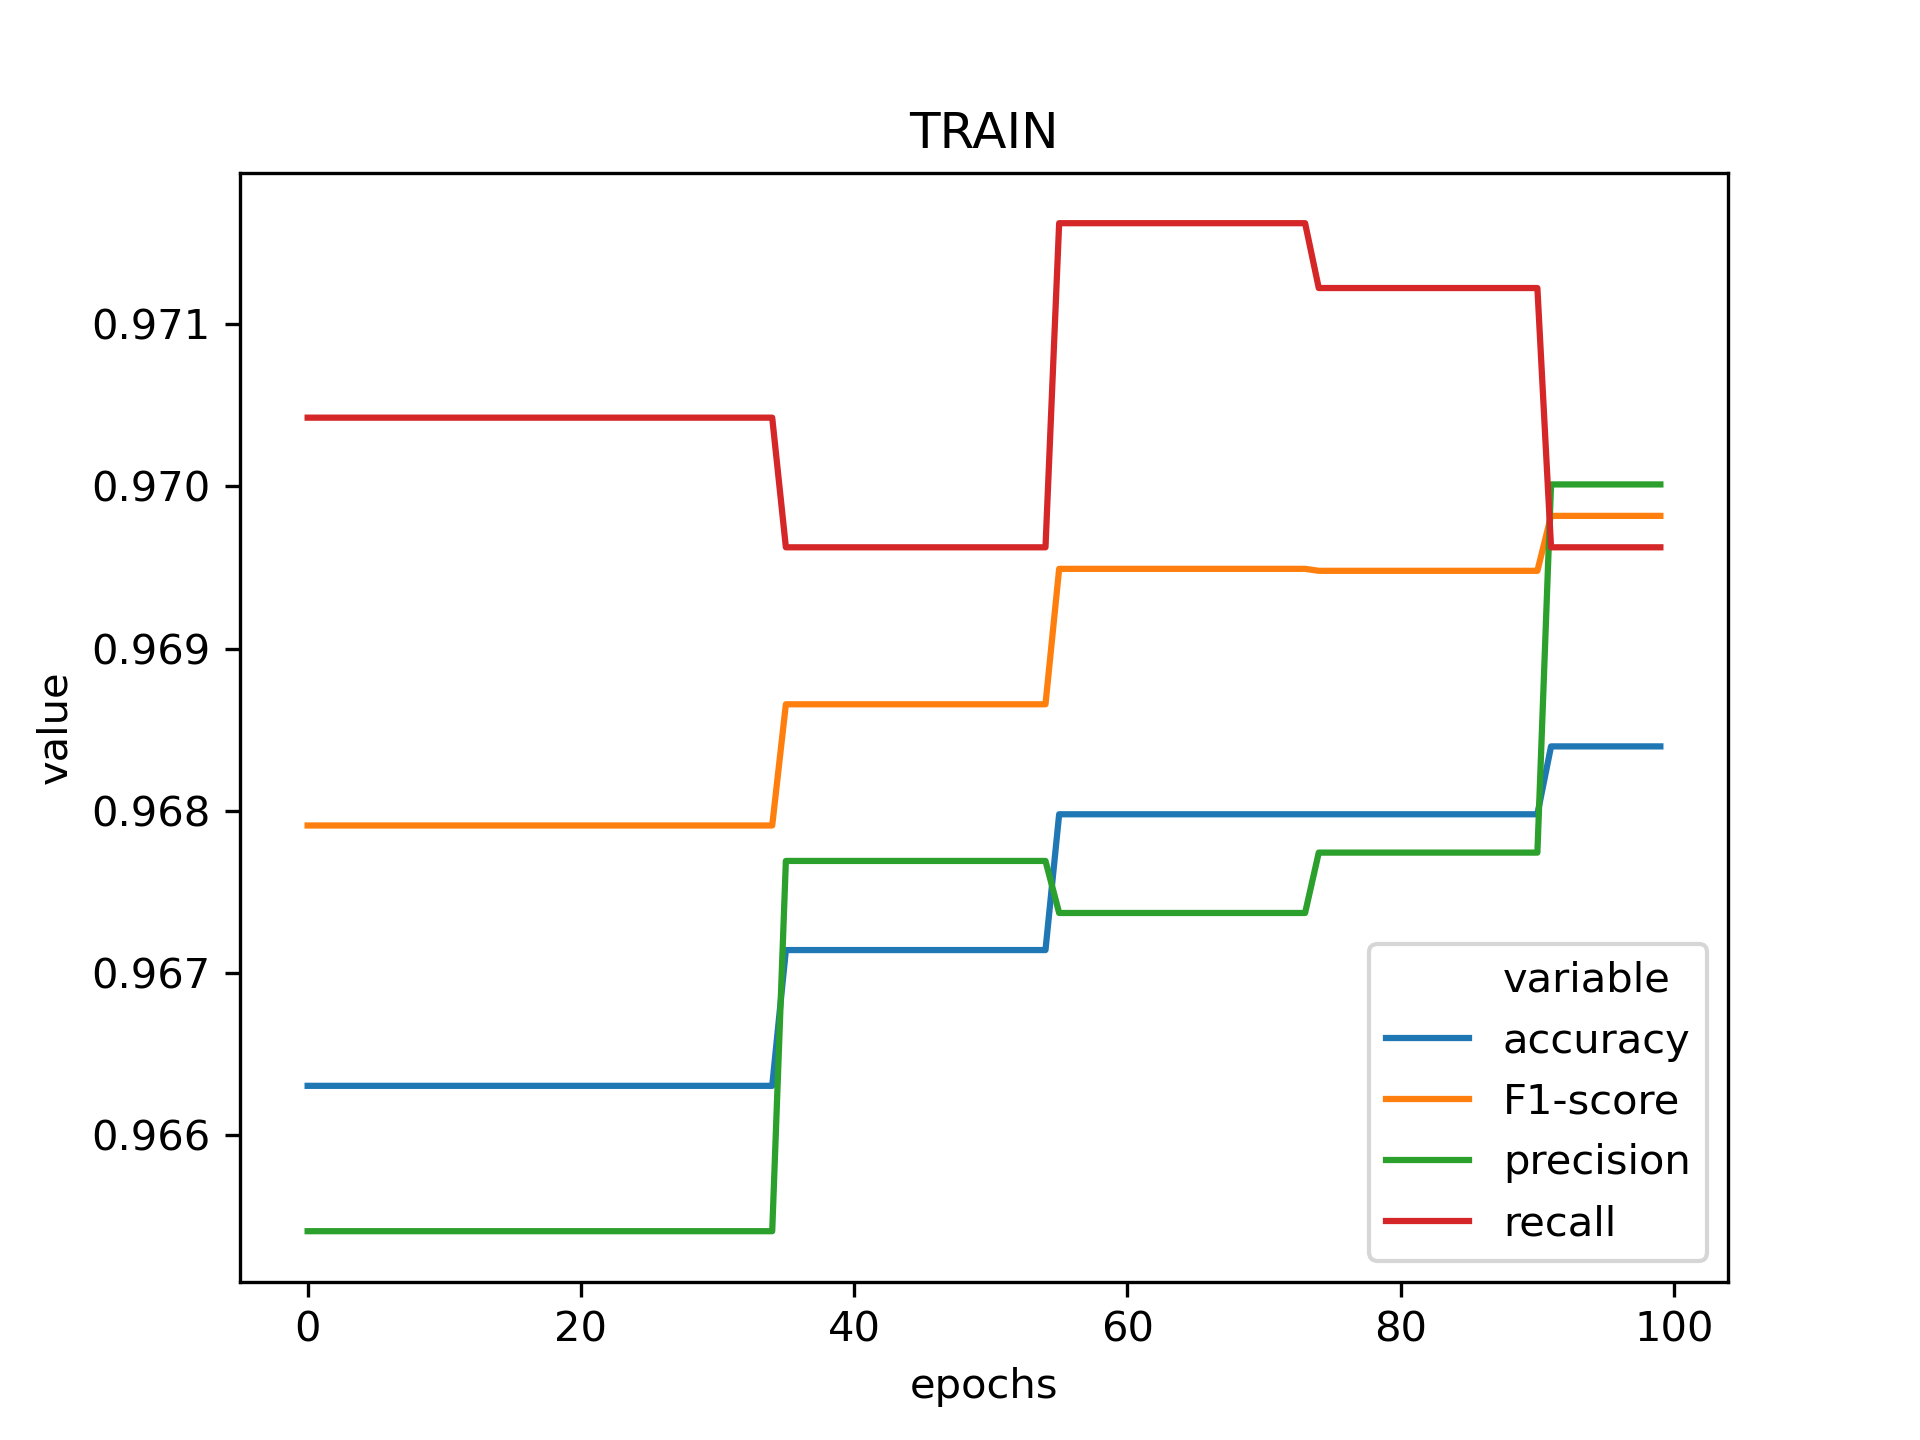 TRAIN
value
0.971
0.970
0.969
0.968
0.967
0.966
variable
accuracy
F1-score
precision
recall
0 20 40 60 80 100
epochs